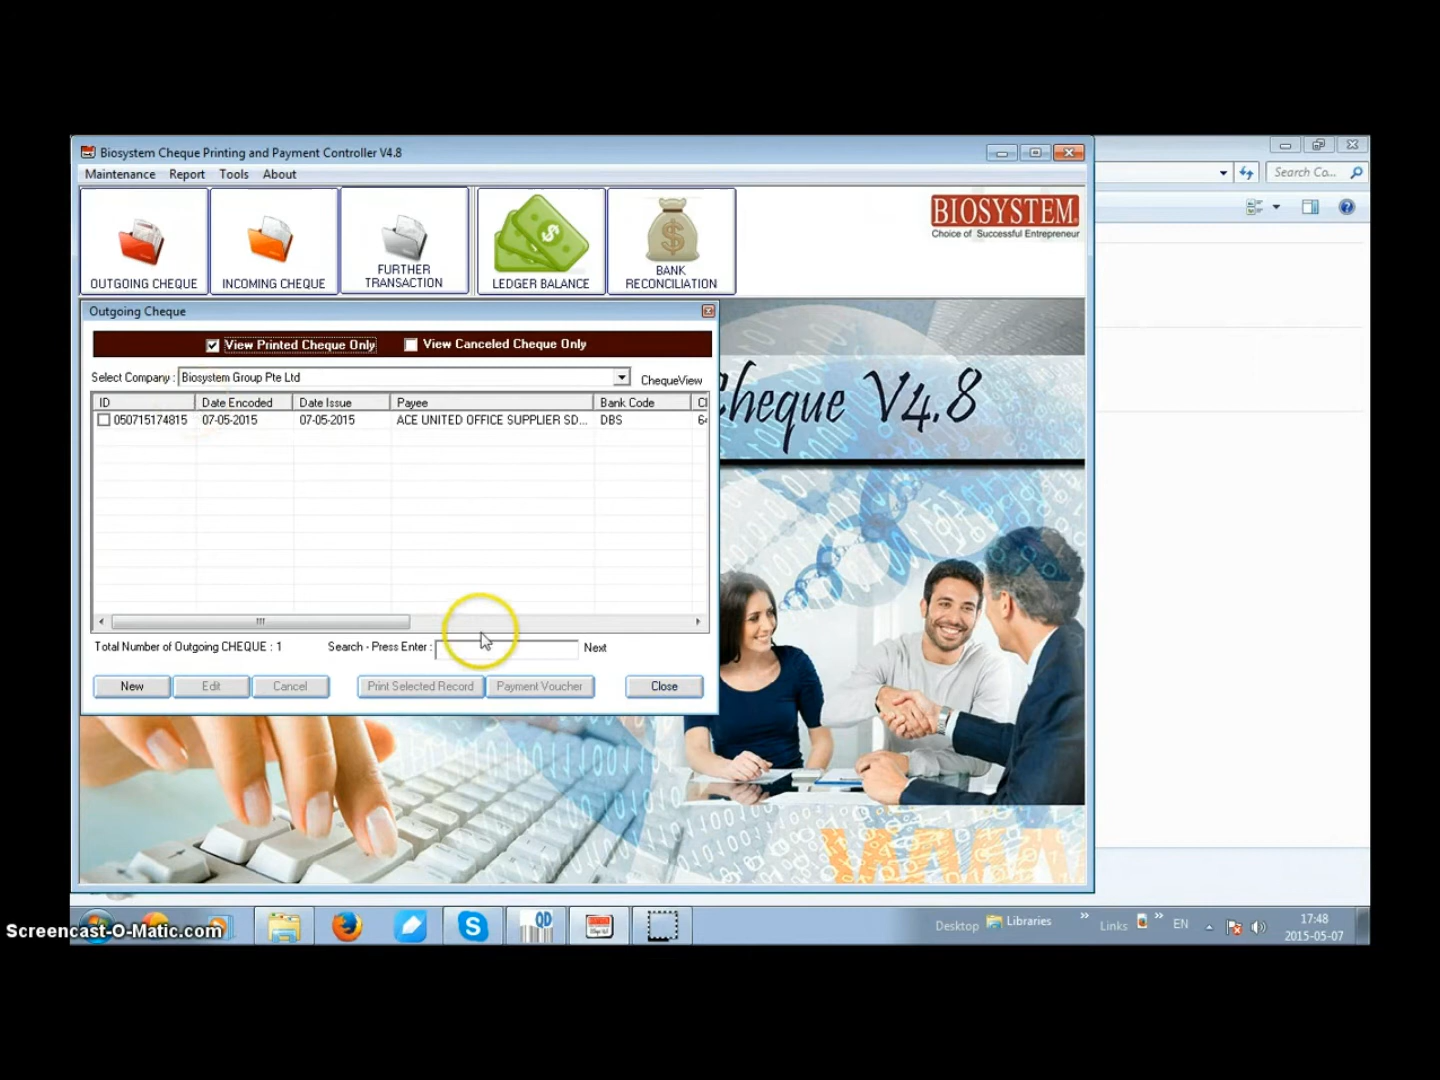 Biosystem Cheque Printing and Payment Controller V4.8
Maintenance Report Tools About
Search Co...
OUTGOING CHEQUE
INCOMING CHEQUE
FURTHER
TRANSACTION
LEDGER BALANCE
BANK
RECONCILIATION
BIOSYSTEM
Choice of Successful Entrepreneur
Outgoing Cheque
View Printed Cheque Only View Canceled Cheque Only
Select Company : Biosystem Group Pte Ltd ChequeView
ID Date Encoded Date Issue Payee Bank Code
050715174815 07-05-2015 07-05-2015 ACE UNITED OFFICE SUPPLIER SD... DBS
Cheque V4.8
Total Number of Outgoing CHEQUE : 1 Search - Press Enter : Next
New Edit Cancel Print Selected Record Payment Voucher Close
WWW
Screencast-O-Matic.com
QD
Desktop Libraries » Links » EN
17:48
2015-05-07